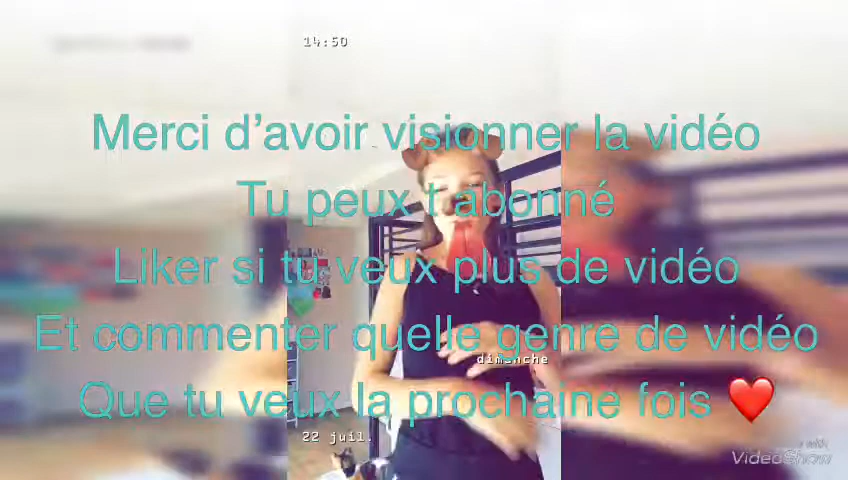 14:50
Merci d'avoir visionner la vidéo
Tu peux t abonné
Liker si tu veux plus de vidéo
Et commenter quelle genre de vidéo
dimanche
Que tu veux la prochaine fois ❤️
22 juil.
with
VideoShow